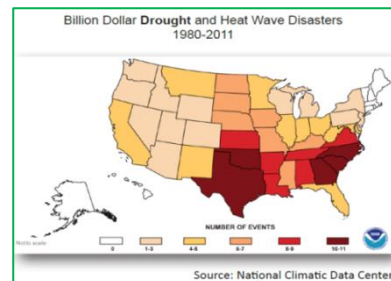 Billion Dollar Drought and Heat Wave Disasters
1980-2011
NUMBER OF EVENTS
0
1-3
4-5
6-7
8-9
10-11
Source: National Climatic Data Center